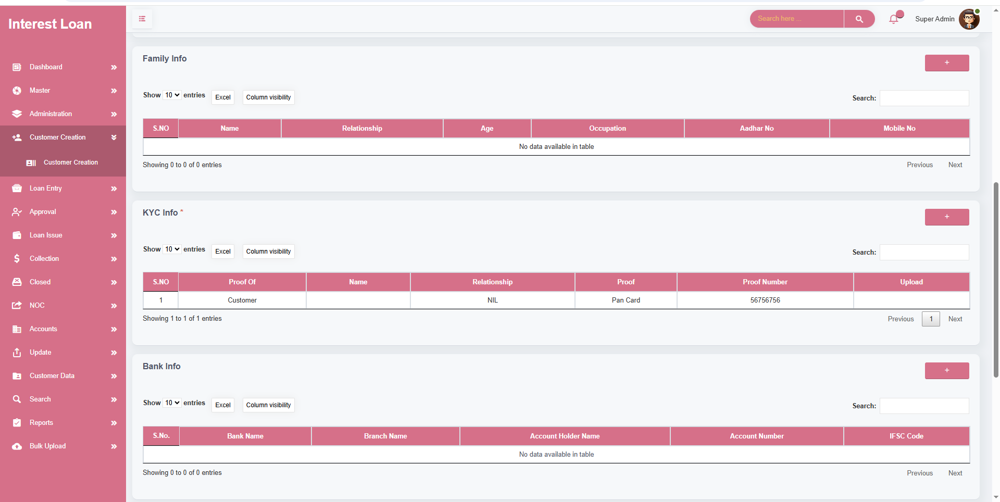 Interest Loan
Search here ...
Super Admin
Dashboard
Master
Administration
Customer Creation
Customer Creation
Loan Entry
Approval
Loan Issue
Collection
Closed
NOC
Accounts
Update
Customer Data
Search
Reports
Bulk Upload
Family Info
+
Show 10 entries Excel Column visibility Search:
S.NO Name Relationship Age Occupation Aadhar No Mobile No
No data available in table
Showing 0 to 0 of 0 entries Previous Next
KYC Info *
+
Show 10 entries Excel Column visibility Search:
S.NO Proof Of Name Relationship Proof Proof Number Upload
1 Customer NIL Pan Card 56756756
Showing 1 to 1 of 1 entries Previous 1 Next
Bank Info
+
Show 10 entries Excel Column visibility Search:
S.No. Bank Name Branch Name Account Holder Name Account Number IFSC Code
No data available in table
Showing 0 to 0 of 0 entries Previous Next